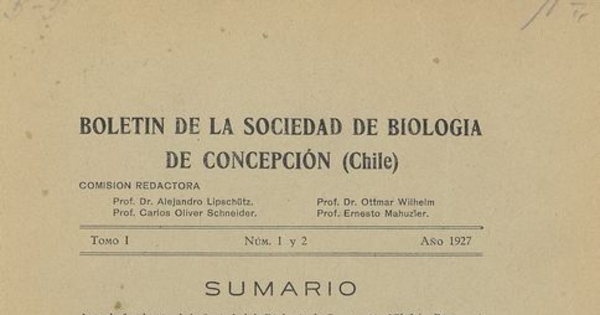 BOLETIN DE LA SOCIEDAD DE BIOLOGIA
DE CONCEPCIÓN (Chile)
COMISION REDACTORA
Prof. Dr. Alejandro Lipschütz. Prof. Dr. Ottmar Wilhelm
Prof. Carlos Oliver Schneider. Prof. Ernesto Mahuzier.
Tomo I Núm. 1 y 2 Año 1927
SUMARIO